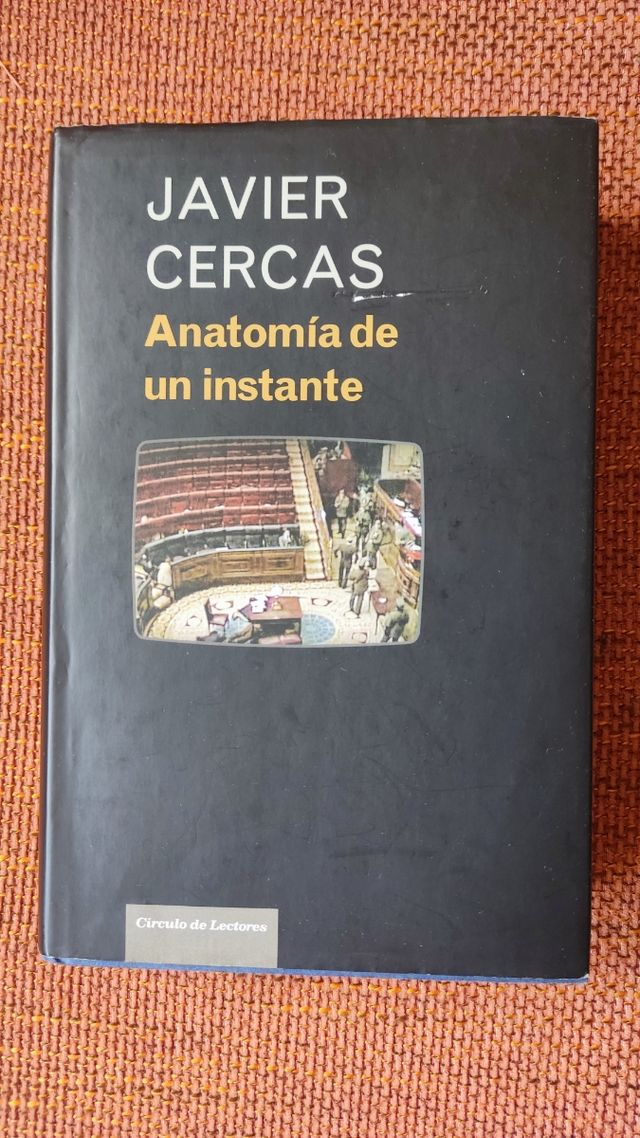 JAVIER
CERCAS
Anatomía de
un instante
Círculo de Lectores